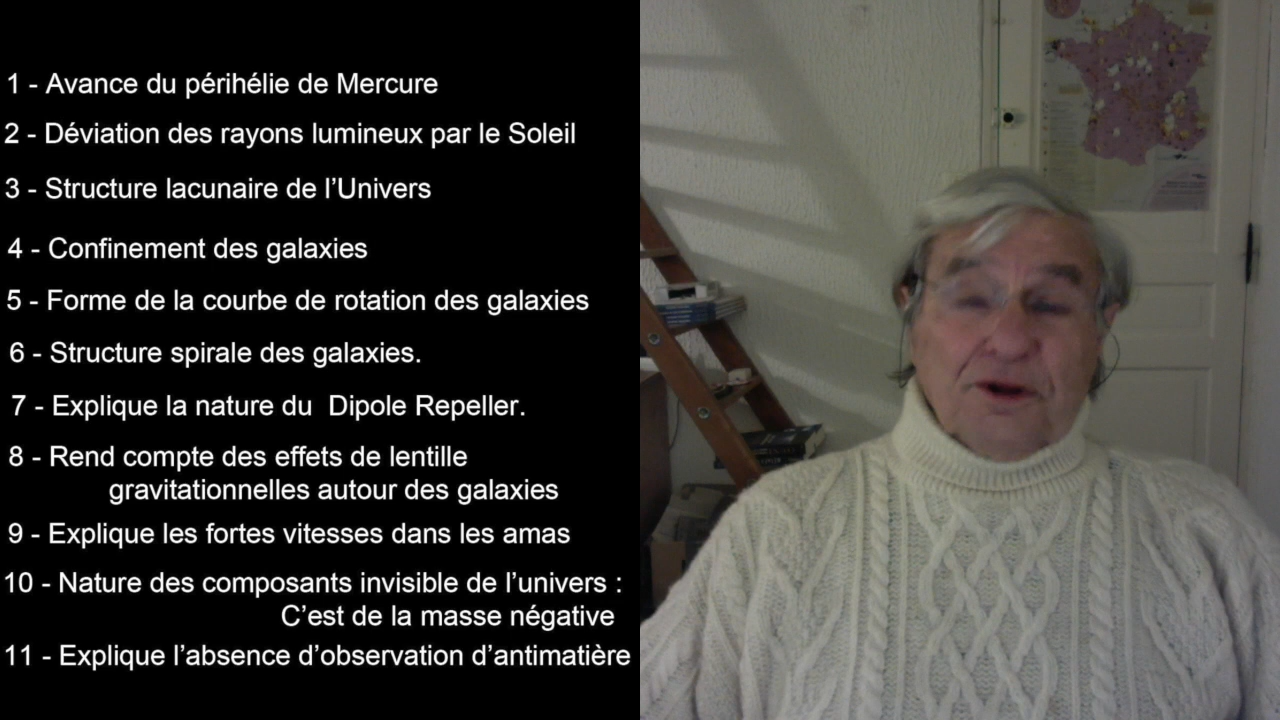 1 - Avance du périhélie de Mercure
2 - Déviation des rayons lumineux par le Soleil
3 - Structure lacunaire de l’Univers
4 - Confinement des galaxies
5 - Forme de la courbe de rotation des galaxies
6 - Structure spirale des galaxies.
7 - Explique la nature du  Dipole Repeller.
8 - Rend compte des effets de lentille
gravitationnelles autour des galaxies
9 - Explique les fortes vitesses dans les amas
10 - Nature des composants invisible de l’univers :
C’est de la masse négative
11 - Explique l’absence d’observation d’antimatière